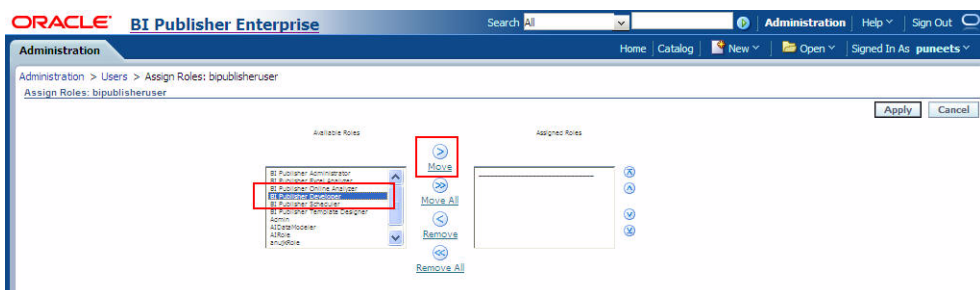 ORACLE BI Publisher Enterprise
Search All
Administration Help Sign Out
Administration
Home Catalog New Open Signed In As puneets
Administration > Users > Assign Roles: bipublisheruser
Assign Roles: bipublisheruser
Apply Cancel
Available Roles
Assigned Roles
BI Publisher Administrator
BI Publisher Excel Analyzer
BI Publisher Online Analyzer
BI Publisher Developer
BI Publisher Scheduler
BI Publisher Template Designer
Admin
AIDataModeler
AIRole
anujkRole
Move
Move All
Remove
Remove All